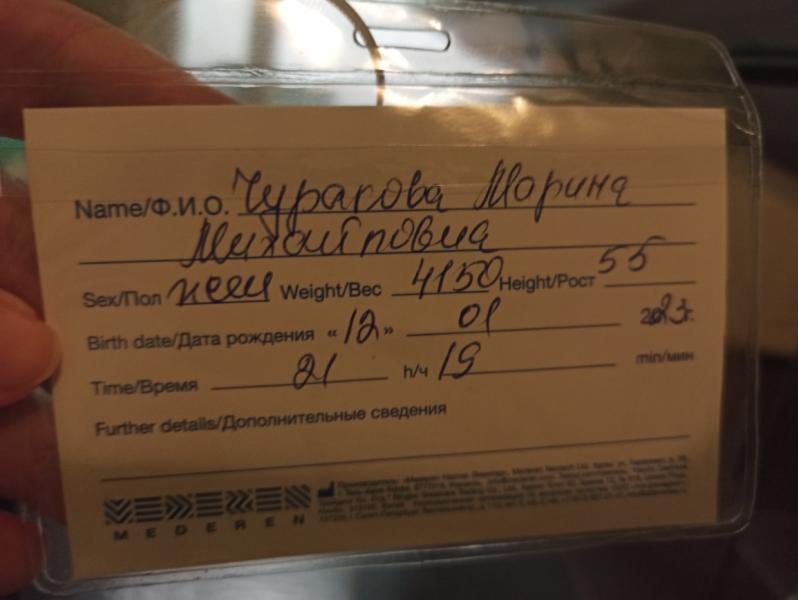 Name/Ф.И.О. Чуракова Марина
Михайловна
Sex/Пол жен Weight/Вес 4150 Height/Рост 55
Birth date/Дата рождения «12» 01 2023г.
Time/Время 21 h/ч 19 min/мин
Further details/Дополнительные сведения
MEDEREN